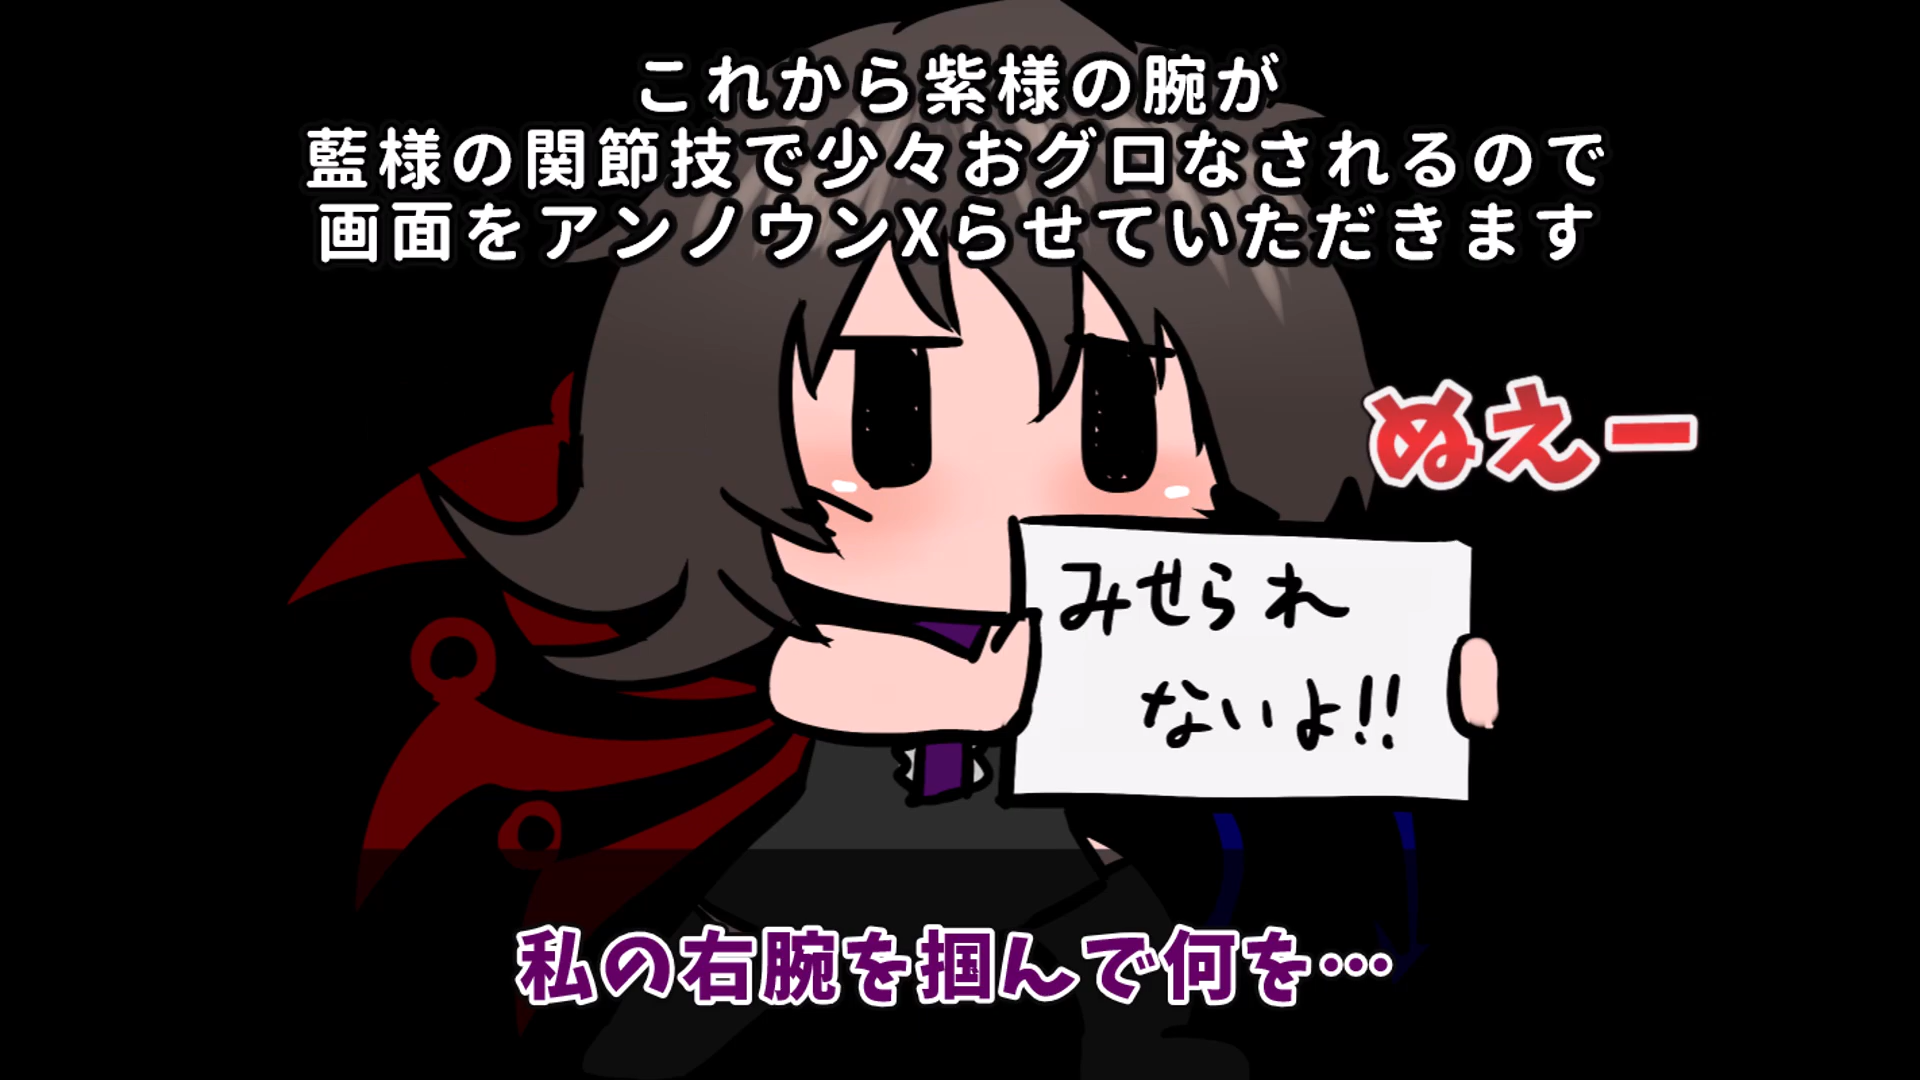 これから紫様の腕が
藍様の関節技で少々おグロなされるので
画面をアンノウンXらせていただきます
ぬえー
みせられ
ないよ!!
私の右腕を掴んで何を…